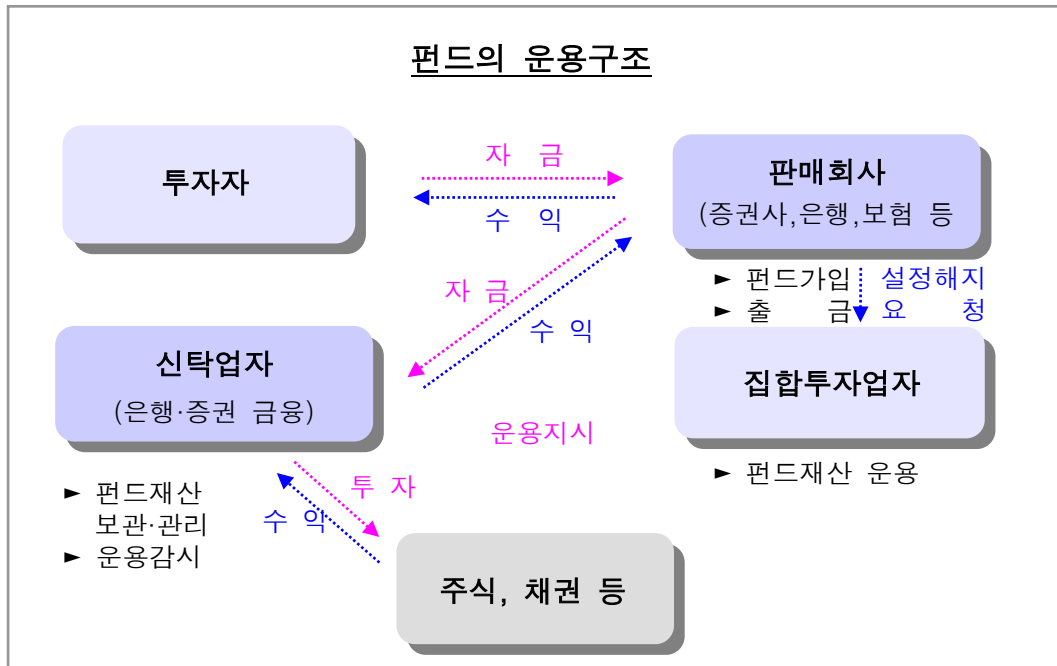 펀드의 운용구조
투자자
자 금
수 익
판매회사
(증권사,은행,보험 등
► 펀드가입
► 출 금
설정해지
요 청
자 금
수 익
신탁업자
(은행·증권 금융)
집합투자업자
운용지시
► 펀드재산 운용
► 펀드재산
보관·관리
► 운용감시
투 자
수 익
주식, 채권 등